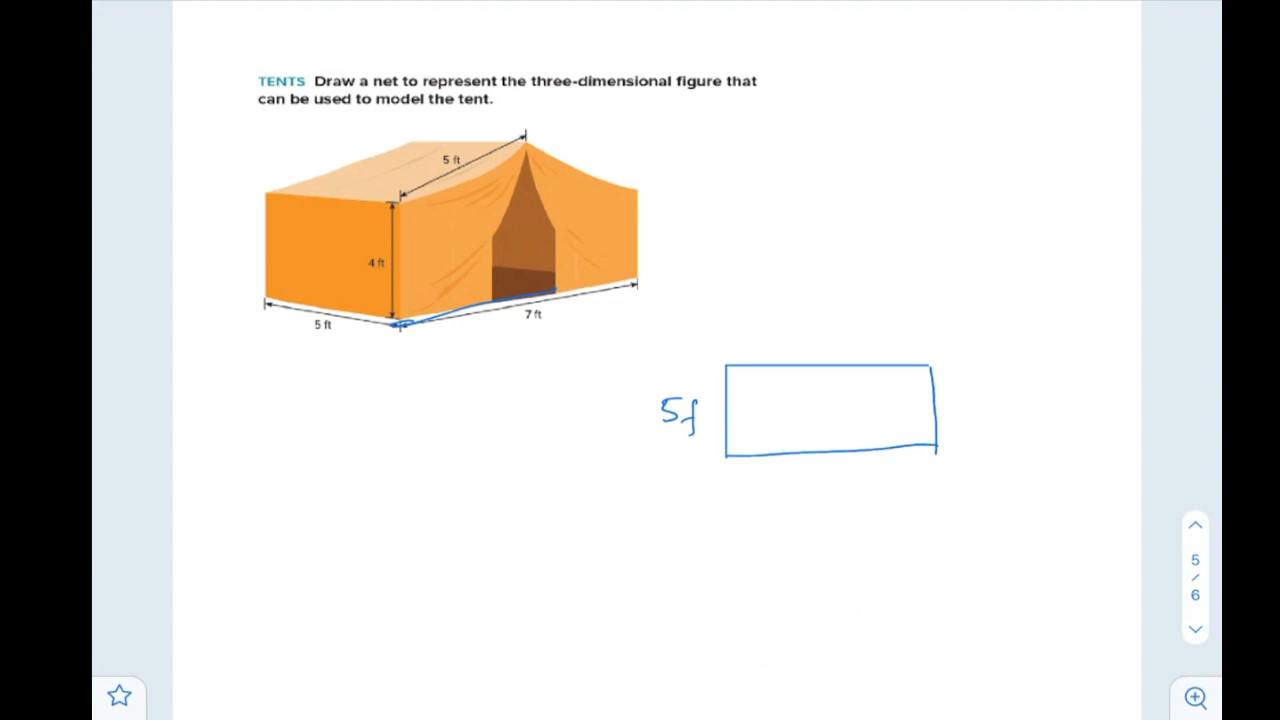 TENTS Draw a net to represent the three-dimensional figure that
can be used to model the tent.
5 ft
4 ft
5 ft
7 ft
5f
5
/
6